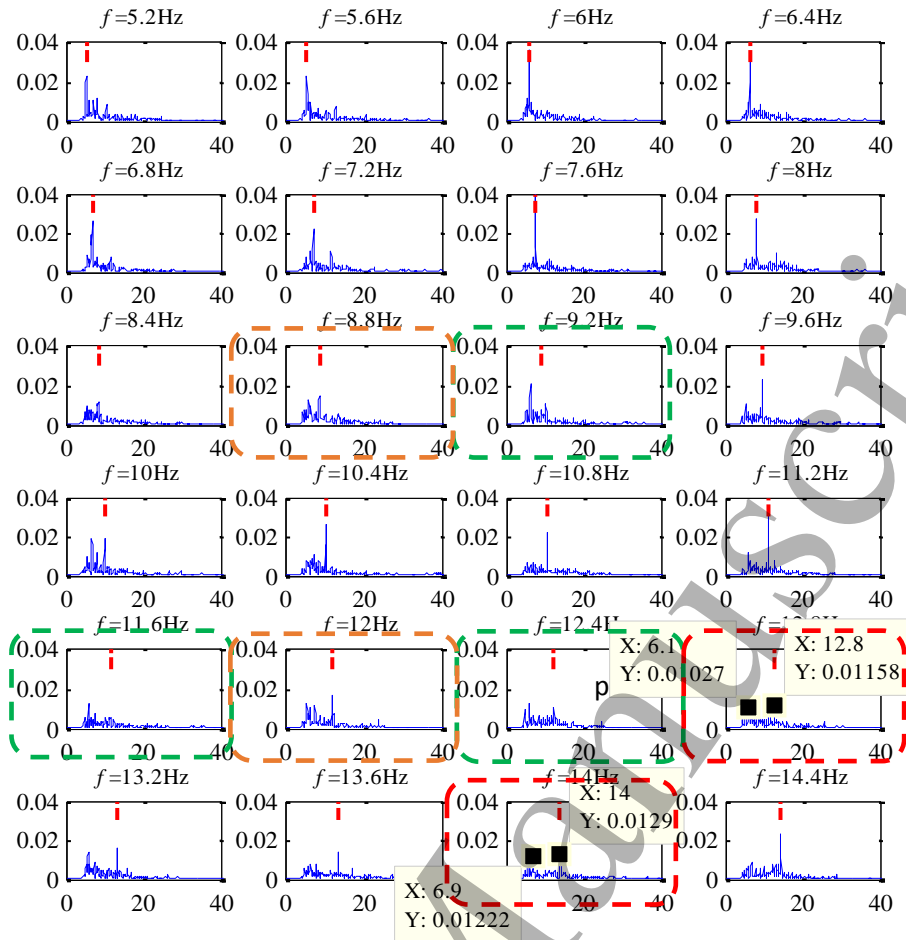 f=5.2Hz f=5.6Hz f=6Hz f=6.4Hz
0.04 0.04 0.04 0.04
0.02 0.02 0.02 0.02
0 0 0 0
0 20 40 0 20 40 0 20 40 0 20 40
f=6.8Hz f=7.2Hz f=7.6Hz f=8Hz
0.04 0.04 0.04 0.04
0.02 0.02 0.02 0.02
0 0 0 0
0 20 40 0 20 40 0 20 40 0 20 40
f=8.4Hz f=8.8Hz f=9.2Hz f=9.6Hz
0.04 0.04 0.04 0.04
0.02 0.02 0.02 0.02
0 0 0 0
0 20 40 0 20 40 0 20 40 0 20 40
f=10Hz f=10.4Hz f=10.8Hz f=11.2Hz
0.04 0.04 0.04 0.04
0.02 0.02 0.02 0.02
0 0 0 0
0 20 40 0 20 40 0 20 40 0 20 40
f=11.6Hz f=12Hz f=12.4H
0.04 0.04 0.04 X: 6.1 X: 12.8
Y: 0.01027 Y: 0.01158
0.02 0.02 0.02 p
0 0 0 0
0 20 40 0 20 40 0 20 40 0 20 40
f=13.2Hz f=13.6Hz f=14Hz f=14.4Hz
0.04 0.04 0.04 X: 14 0.04
Y: 0.0129
0.02 0.02 0.02 0.02
0 0 0 0
X: 6.9
Y: 0.01222
0 20 40 0 20 40 20 40 0 20 40
Manuscri